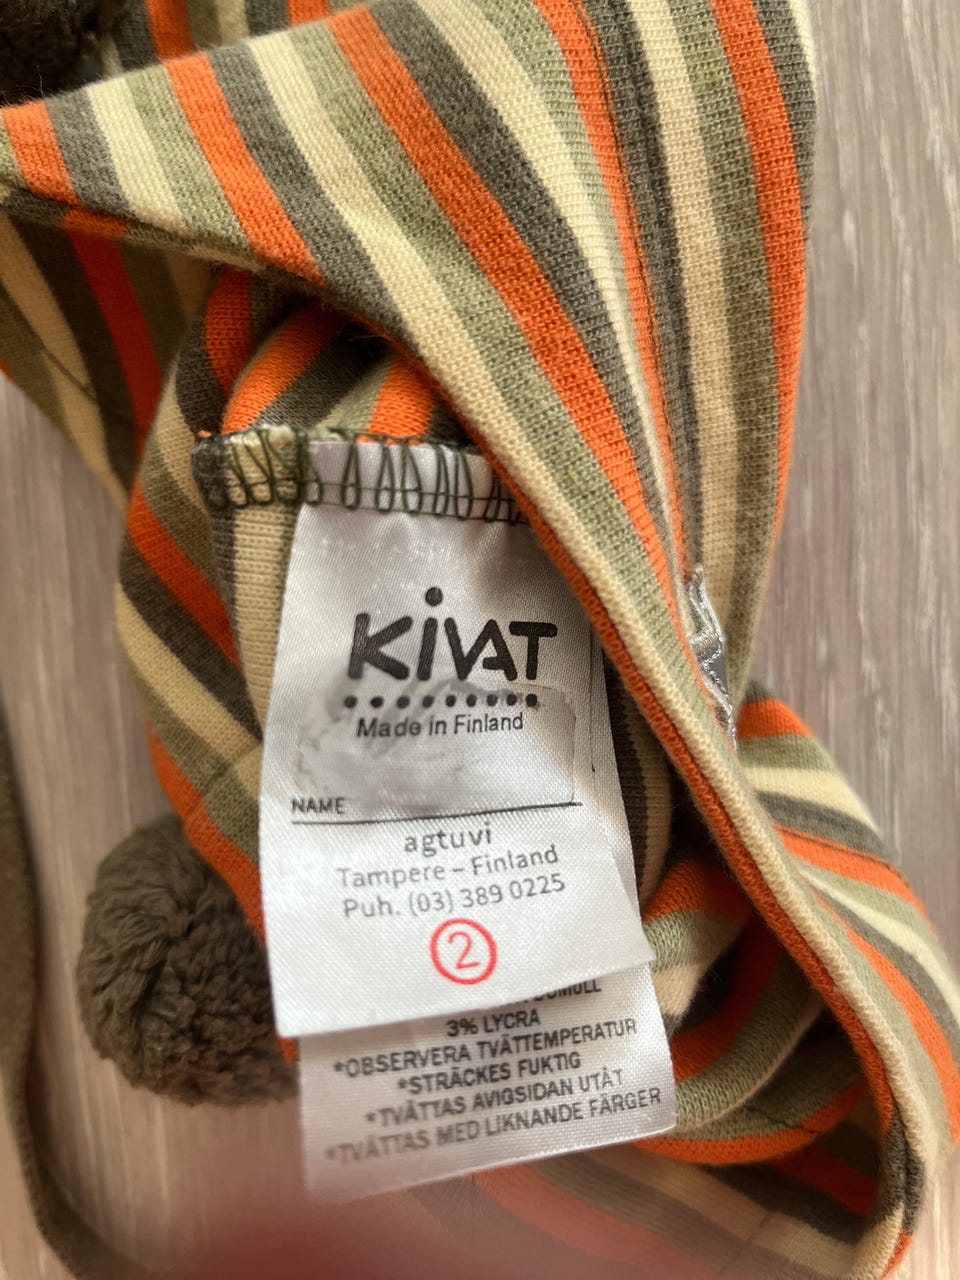 KiVAT
Made in Finland
NAME
agtuvi
Tampere – Finland
Puh. (03) 389 0225
2
3% LYCRA
*OBSERVERA TVÄTTEMPERATUR
*STRÄCKES FUKTIG
*TVÄTTAS AVIGSIDAN UTÅT
*TVÄTTAS MED LIKNANDE FÄRGER